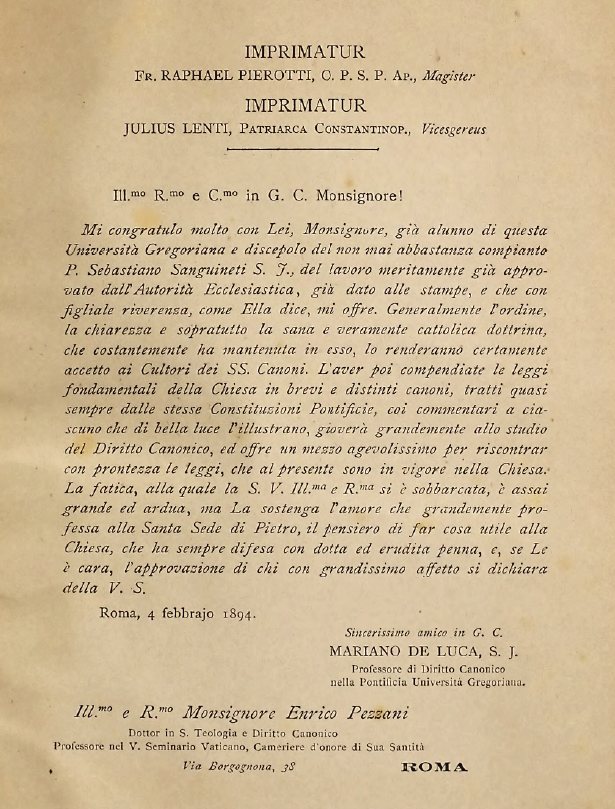 IMPRIMATUR
Fr. RAPHAEL PIEROTTI, O. P. S. P. Ap., Magister
IMPRIMATUR
JULIUS LENTI, Patriarca Constantinop., Vicesgereus
Ill.mo R.mo e C.mo in G. C. Monsignore!
Mi congratulo molto con Lei, Monsignore, già alunno di questa
Università Gregoriana e discepolo del non mai abbastanza compianto
P. Sebastiano Sanguineti S. J., del lavoro meritamente già appro-
vato dall'Autorità Ecclesiastica, già dato alle stampe, e che con
figliale riverenza, come Ella dice, mi offre. Generalmente l'ordine,
la chiarezza e sopratutto la sana e veramente cattolica dottrina,
che costantemente ha mantenuta in esso, lo renderanno certamente
accetto ai Cultori dei SS. Canoni. L'aver poi compendiate le leggi
fondamentali della Chiesa in brevi e distinti canoni, tratti quasi
sempre dalle stesse Constituzioni Pontificie, coi commentari a cia-
scuno che di bella luce l'illustrano, gioverà grandemente allo studio
del Diritto Canonico, ed offre un mezzo agevolissimo per riscontrar
con prontezza le leggi, che al presente sono in vigore nella Chiesa.
La fatica, alla quale la S. V. Ill.ma e R.ma si è sobbarcata, è assai
grande ed ardua, ma La sostenga l'amore che grandemente pro-
fessa alla Santa Sede di Pietro, il pensiero di far cosa utile alla
Chiesa, che ha sempre difesa con dotta ed erudita penna, e, se Le
è cara, l'approvazione di chi con grandissimo affetto si dichiara
della V. S.
Roma, 4 febbrajo 1894.
Sincerissimo amico in G. C.
MARIANO DE LUCA, S. J.
Professore di Diritto Canonico
nella Pontificia Università Gregoriana.
Ill.mo e R.mo Monsignore Enrico Pezzani
Dottor in S. Teologia e Diritto Canonico
Professore nel V. Seminario Vaticano, Cameriere d'onore di Sua Santità
Via Borgognona, 38 ROMA